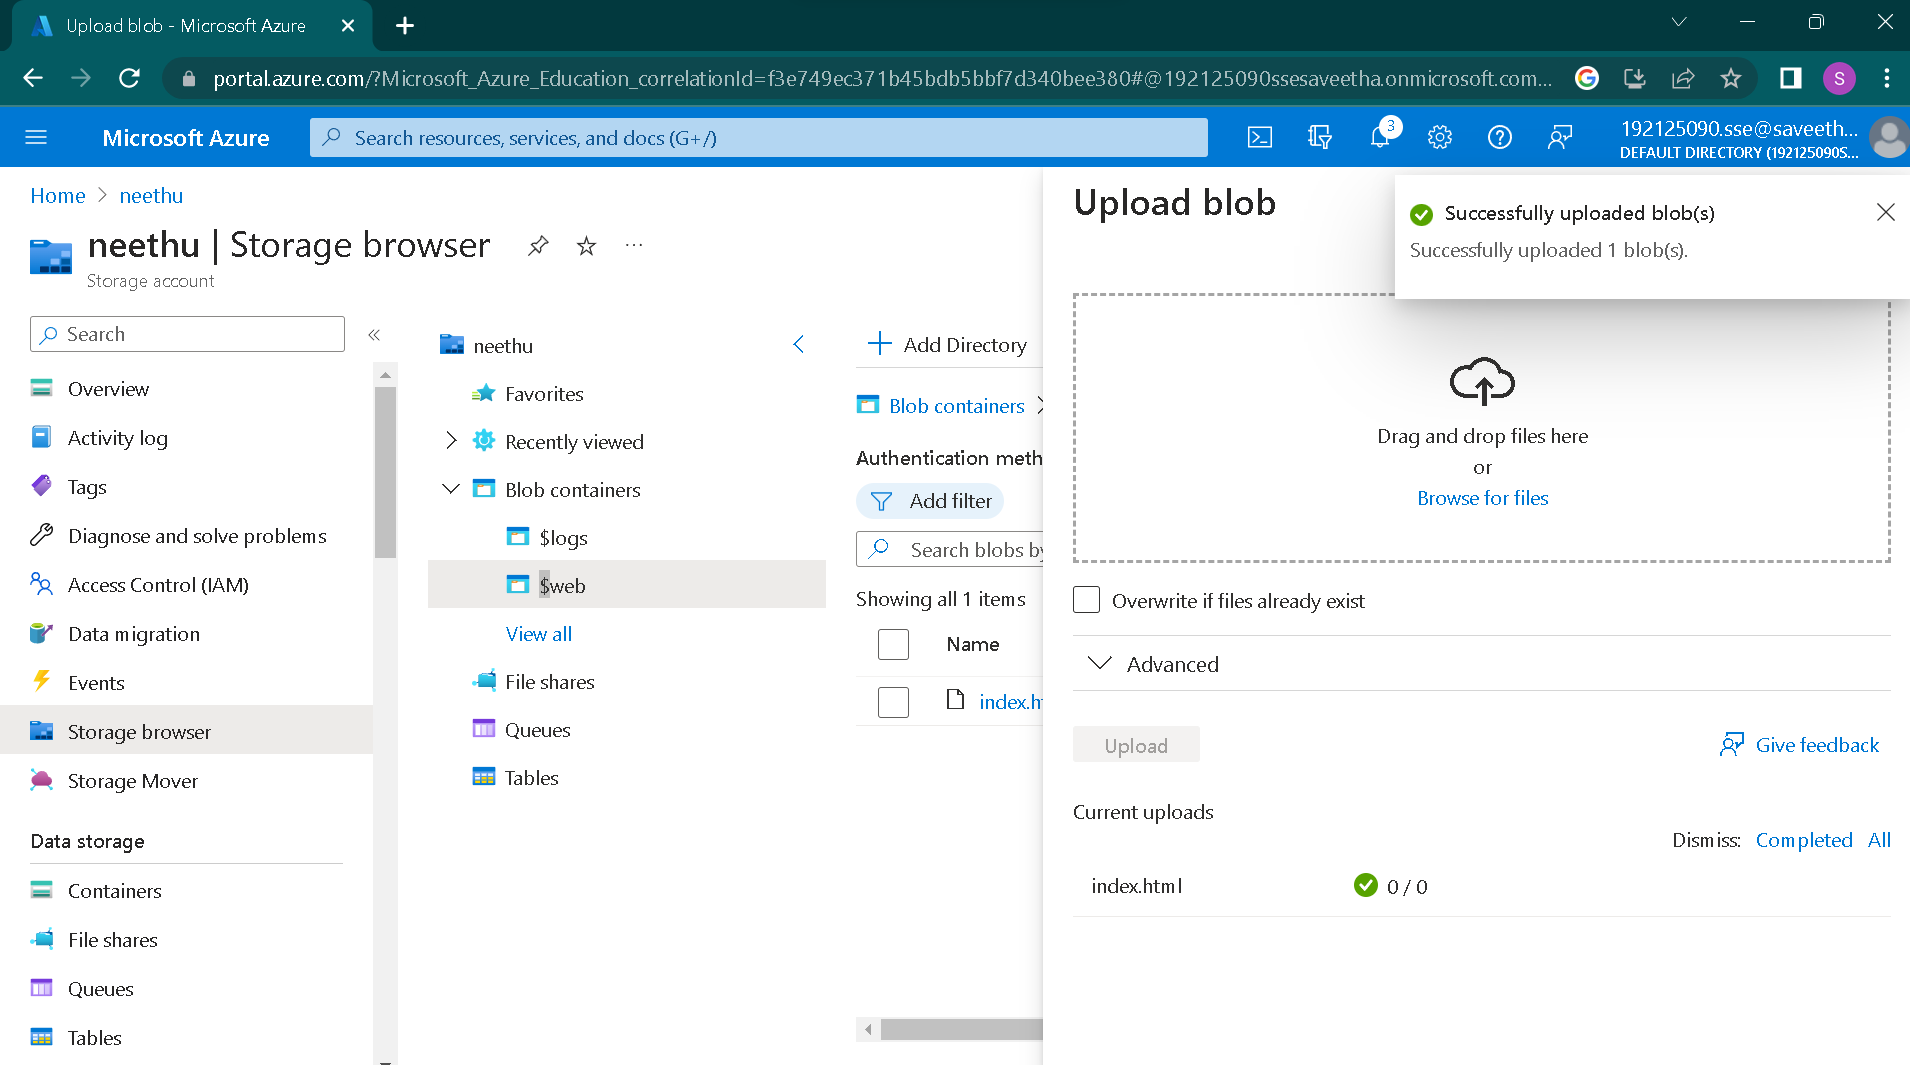 Upload blob - Microsoft Azure
portal.azure.com/?Microsoft_Azure_Education_correlationId=f3e749ec371b45bdb5bbf7d340bee380#@192125090ssesaveetha.onmicrosoft.com...
S
Microsoft Azure
Search resources, services, and docs (G+/)
3
192125090.sse@saveeth...
DEFAULT DIRECTORY (192125090S...
Home > neethu
neethu | Storage browser
Storage account
Search
Overview
Activity log
Tags
Diagnose and solve problems
Access Control (IAM)
Data migration
Events
Storage browser
Storage Mover
Data storage
Containers
File shares
Queues
Tables
neethu
Favorites
Recently viewed
Blob containers
$logs
$web
View all
File shares
Queues
Tables
Add Directory
Blob containers
Authentication meth
Add filter
Search blobs by
Showing all 1 items
Name
index.ht
Upload blob
Successfully uploaded blob(s)
Successfully uploaded 1 blob(s).
Drag and drop files here
or
Browse for files
Overwrite if files already exist
Advanced
Upload
Give feedback
Current uploads
Dismiss: Completed All
index.html 0 / 0